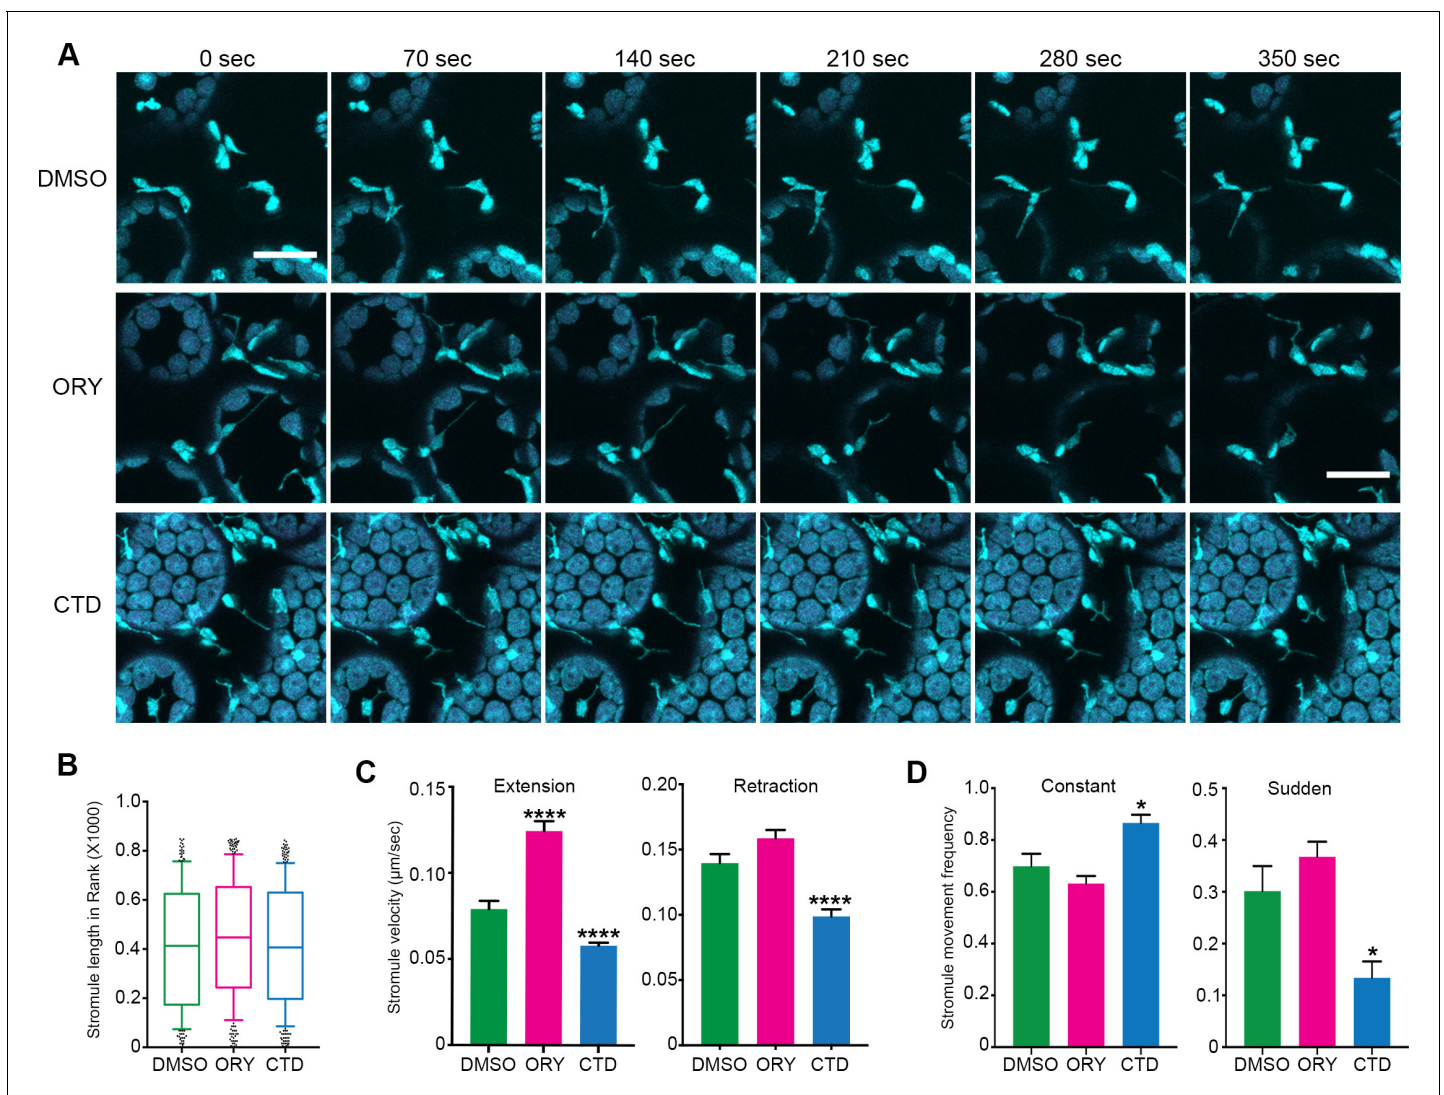 A
0 sec 70 sec 140 sec 210 sec 280 sec 350 sec
DMSO
ORY
CTD
B
Stromule length in Rank (X1000)
1.0
0.8
0.6
0.4
0.2
0
DMSO ORY CTD
C
Stromule velocity (µm/sec)
Extension
0.15
0.10
0.05
0
****
****
DMSO ORY CTD
Retraction
0.20
0.15
0.10
0.05
0
****
DMSO ORY CTD
D
Stromule movement frequency
Constant
1.0
0.8
0.6
0.4
0.2
0
*
DMSO ORY CTD
Sudden
0.5
0.4
0.3
0.2
0.1
0
*
DMSO ORY CTD